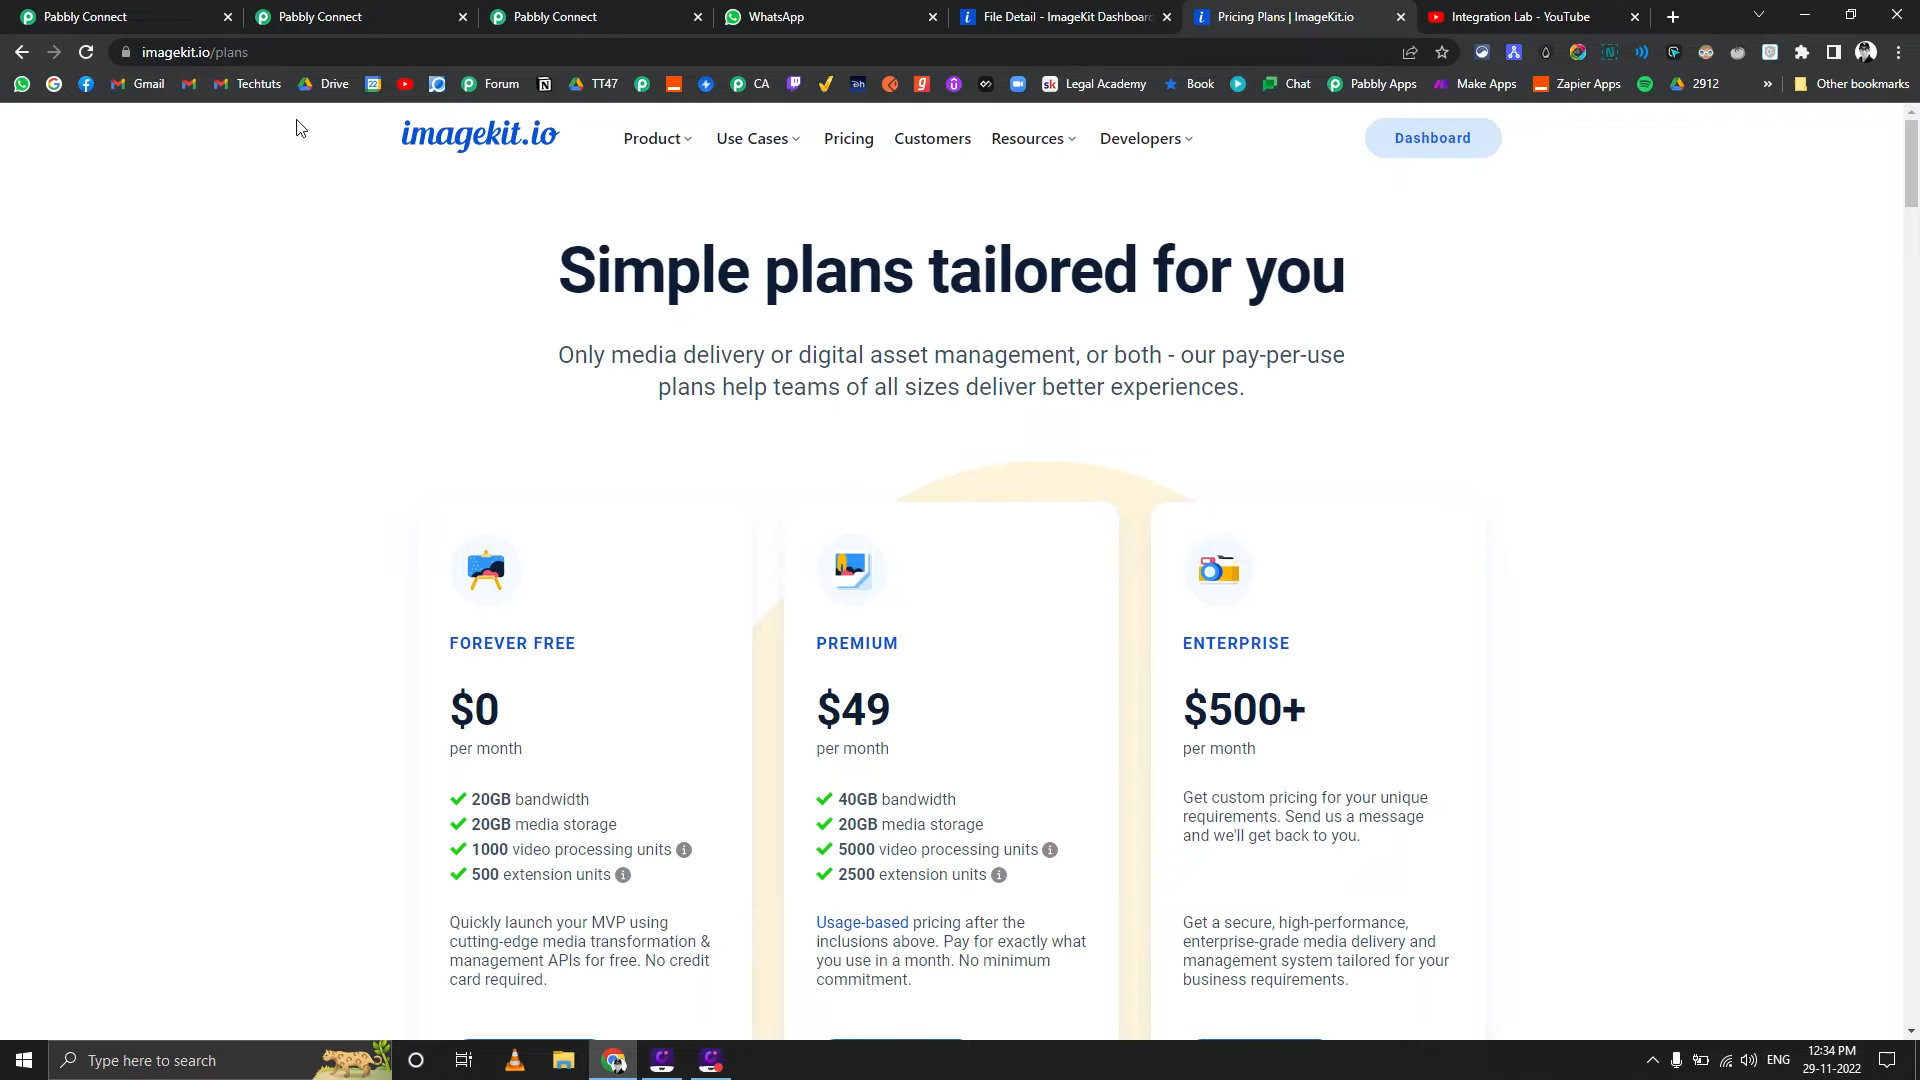 Pabbly Connect
Pabbly Connect
Pabbly Connect
WhatsApp
File Detail - ImageKit Dashboard
Pricing Plans | ImageKit.io
Integration Lab - YouTube
imagekit.io/plans
Gmail
Techtuts
Drive
Forum
TT47
CA
Legal Academy
Book
Chat
Pabbly Apps
Make Apps
Zapier Apps
2912
Other bookmarks
imagekit.io
Product
Use Cases
Pricing
Customers
Resources
Developers
Dashboard
Simple plans tailored for you
Only media delivery or digital asset management, or both - our pay-per-use
plans help teams of all sizes deliver better experiences.
FOREVER FREE
$0
per month
20GB bandwidth
20GB media storage
1000 video processing units
500 extension units
Quickly launch your MVP using
cutting-edge media transformation &
management APIs for free. No credit
card required.
PREMIUM
$49
per month
40GB bandwidth
20GB media storage
5000 video processing units
2500 extension units
Usage-based pricing after the
inclusions above. Pay for exactly what
you use in a month. No minimum
commitment.
ENTERPRISE
$500+
per month
Get custom pricing for your unique
requirements. Send us a message
and we'll get back to you.
Get a secure, high-performance,
enterprise-grade media delivery and
management system tailored for your
business requirements.
Type here to search
ENG
12:34 PM
29-11-2022